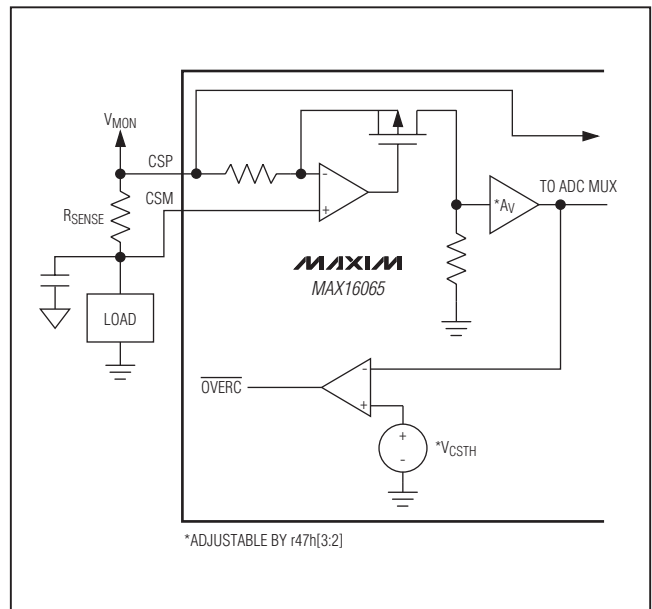 VMON
CSP
CSM
RSENSE
LOAD
-
+
*AV
TO ADC MUX
MAXIM
MAX16065
OVERC
-
+
+
-
*VCSTH
*ADJUSTABLE BY r47h[3:2]